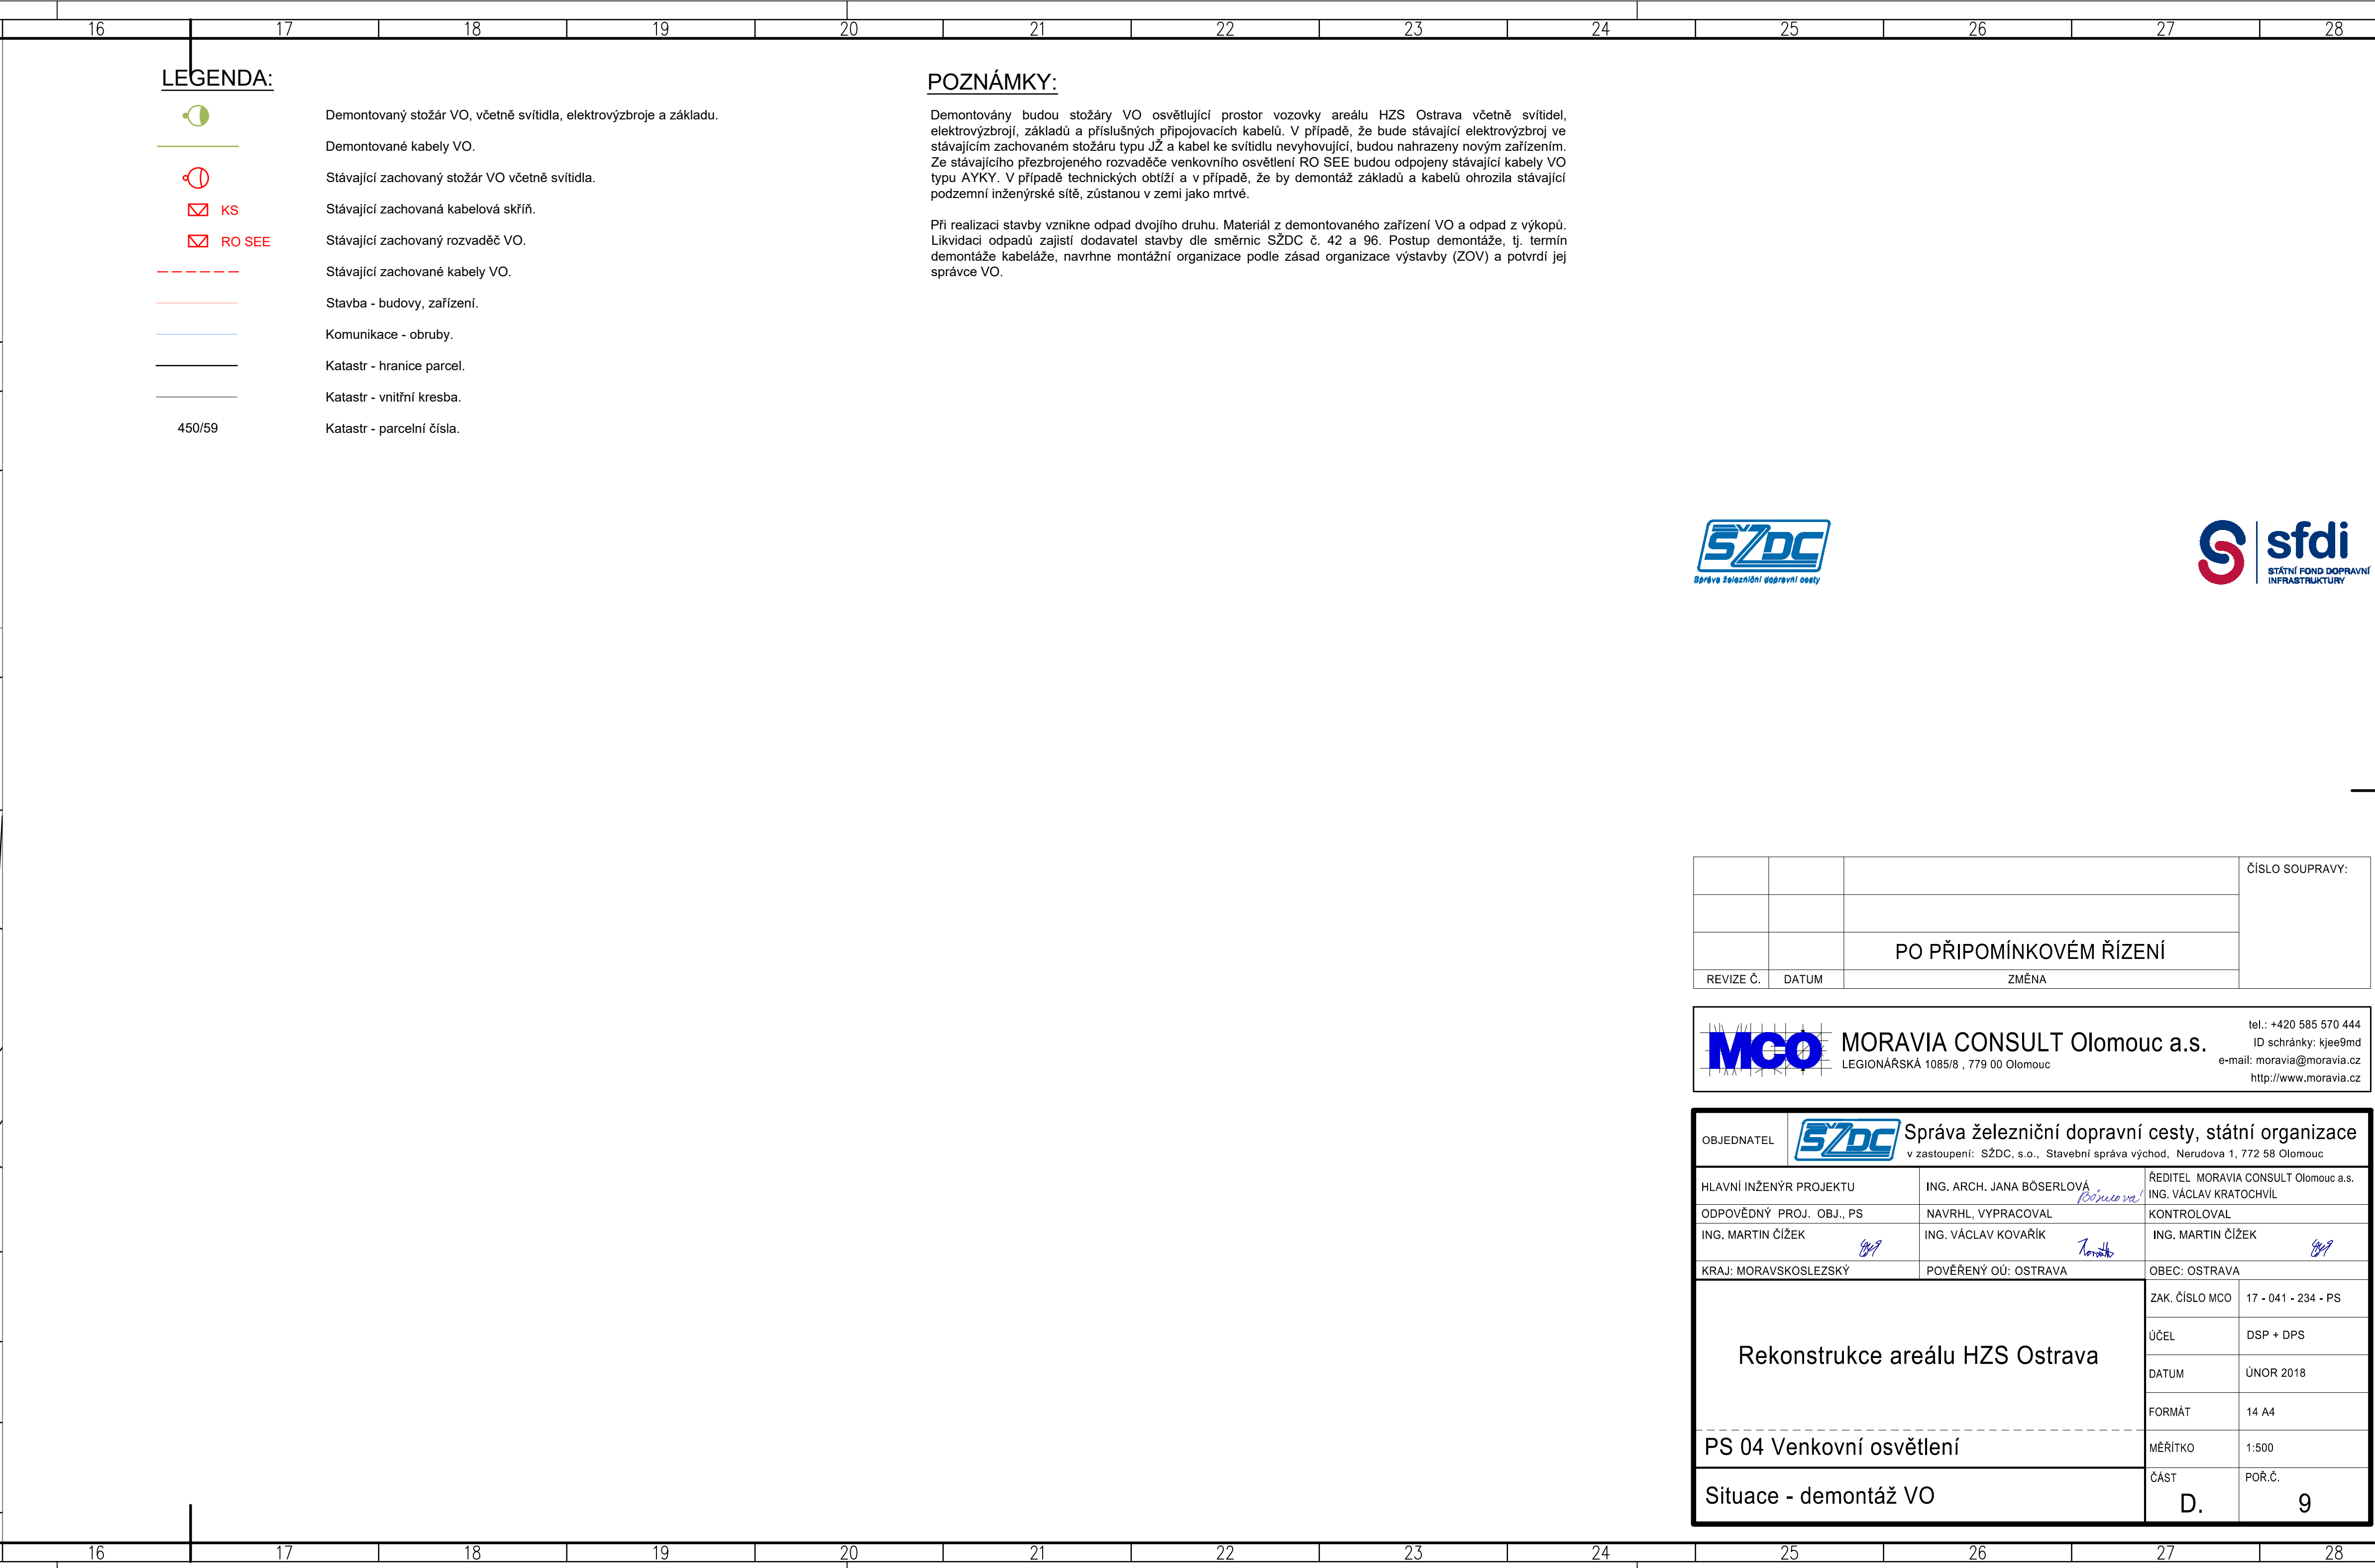 16 17 18 19 20 21 22 23 24 25 26 27 28
LEGENDA:
Demontovaný stožár VO, včetně svítidla, elektrovýzbroje a základu.
Demontované kabely VO.
Stávající zachovaný stožár VO včetně svítidla.
KS Stávající zachovaná kabelová skříň.
RO SEE Stávající zachovaný rozvaděč VO.
Stávající zachované kabely VO.
Stavba - budovy, zařízení.
Komunikace - obruby.
Katastr - hranice parcel.
Katastr - vnitřní kresba.
450/59 Katastr - parcelní čísla.
POZNÁMKY:
Demontovány budou stožáry VO osvětlující prostor vozovky areálu HZS Ostrava včetně svítidel,
elektrovýzbrojí, základů a příslušných připojovacích kabelů. V případě, že bude stávající elektrovýzbroj ve
stávajícím zachovaném stožáru typu JŽ a kabel ke svítidlu nevyhovující, budou nahrazeny novým zařízením.
Ze stávajícího přezbrojeného rozvaděče venkovního osvětlení RO SEE budou odpojeny stávající kabely VO
typu AYKY. V případě technických obtíží a v případě, že by demontáž základů a kabelů ohrozila stávající
podzemní inženýrské sítě, zůstanou v zemi jako mrtvé.
Při realizaci stavby vznikne odpad dvojího druhu. Materiál z demontovaného zařízení VO a odpad z výkopů.
Likvidaci odpadů zajistí dodavatel stavby dle směrnic SŽDC č. 42 a 96. Postup demontáže, tj. termín
demontáže kabeláže, navrhne montážní organizace podle zásad organizace výstavby (ZOV) a potvrdí jej
správce VO.
SŽDC
Správa železniční dopravní cesty
sfdi
STÁTNÍ FOND DOPRAVNÍ
INFRASTRUKTURY
ČÍSLO SOUPRAVY:
PO PŘIPOMÍNKOVÉM ŘÍZENÍ
REVIZE Č. DATUM ZMĚNA
MCO
MORAVIA CONSULT Olomouc a.s.
LEGIONÁŘSKÁ 1085/8 , 779 00 Olomouc
tel.: +420 585 570 444
ID schránky: kjee9md
e-mail: moravia@moravia.cz
http://www.moravia.cz
OBJEDNATEL
SŽDC
Správa železniční dopravní cesty, státní organizace
v zastoupení: SŽDC, s.o., Stavební správa východ, Nerudova 1, 772 58 Olomouc
HLAVNÍ INŽENÝR PROJEKTU
ING. ARCH. JANA BÖSERLOVÁ
ŘEDITEL MORAVIA CONSULT Olomouc a.s.
ING. VÁCLAV KRATOCHVÍL
ODPOVĚDNÝ PROJ. OBJ., PS
NAVRHL, VYPRACOVAL
KONTROLOVAL
ING. MARTIN ČÍŽEK
ING. VÁCLAV KOVAŘÍK
ING. MARTIN ČÍŽEK
KRAJ: MORAVSKOSLEZSKÝ
POVĚŘENÝ OÚ: OSTRAVA
OBEC: OSTRAVA
Rekonstrukce areálu HZS Ostrava
ZAK. ČÍSLO MCO 17 - 041 - 234 - PS
ÚČEL DSP + DPS
DATUM ÚNOR 2018
FORMÁT 14 A4
PS 04 Venkovní osvětlení
MĚŘÍTKO 1:500
Situace - demontáž VO
ČÁST POŘ.Č.
D. 9
16 17 18 19 20 21 22 23 24 25 26 27 28